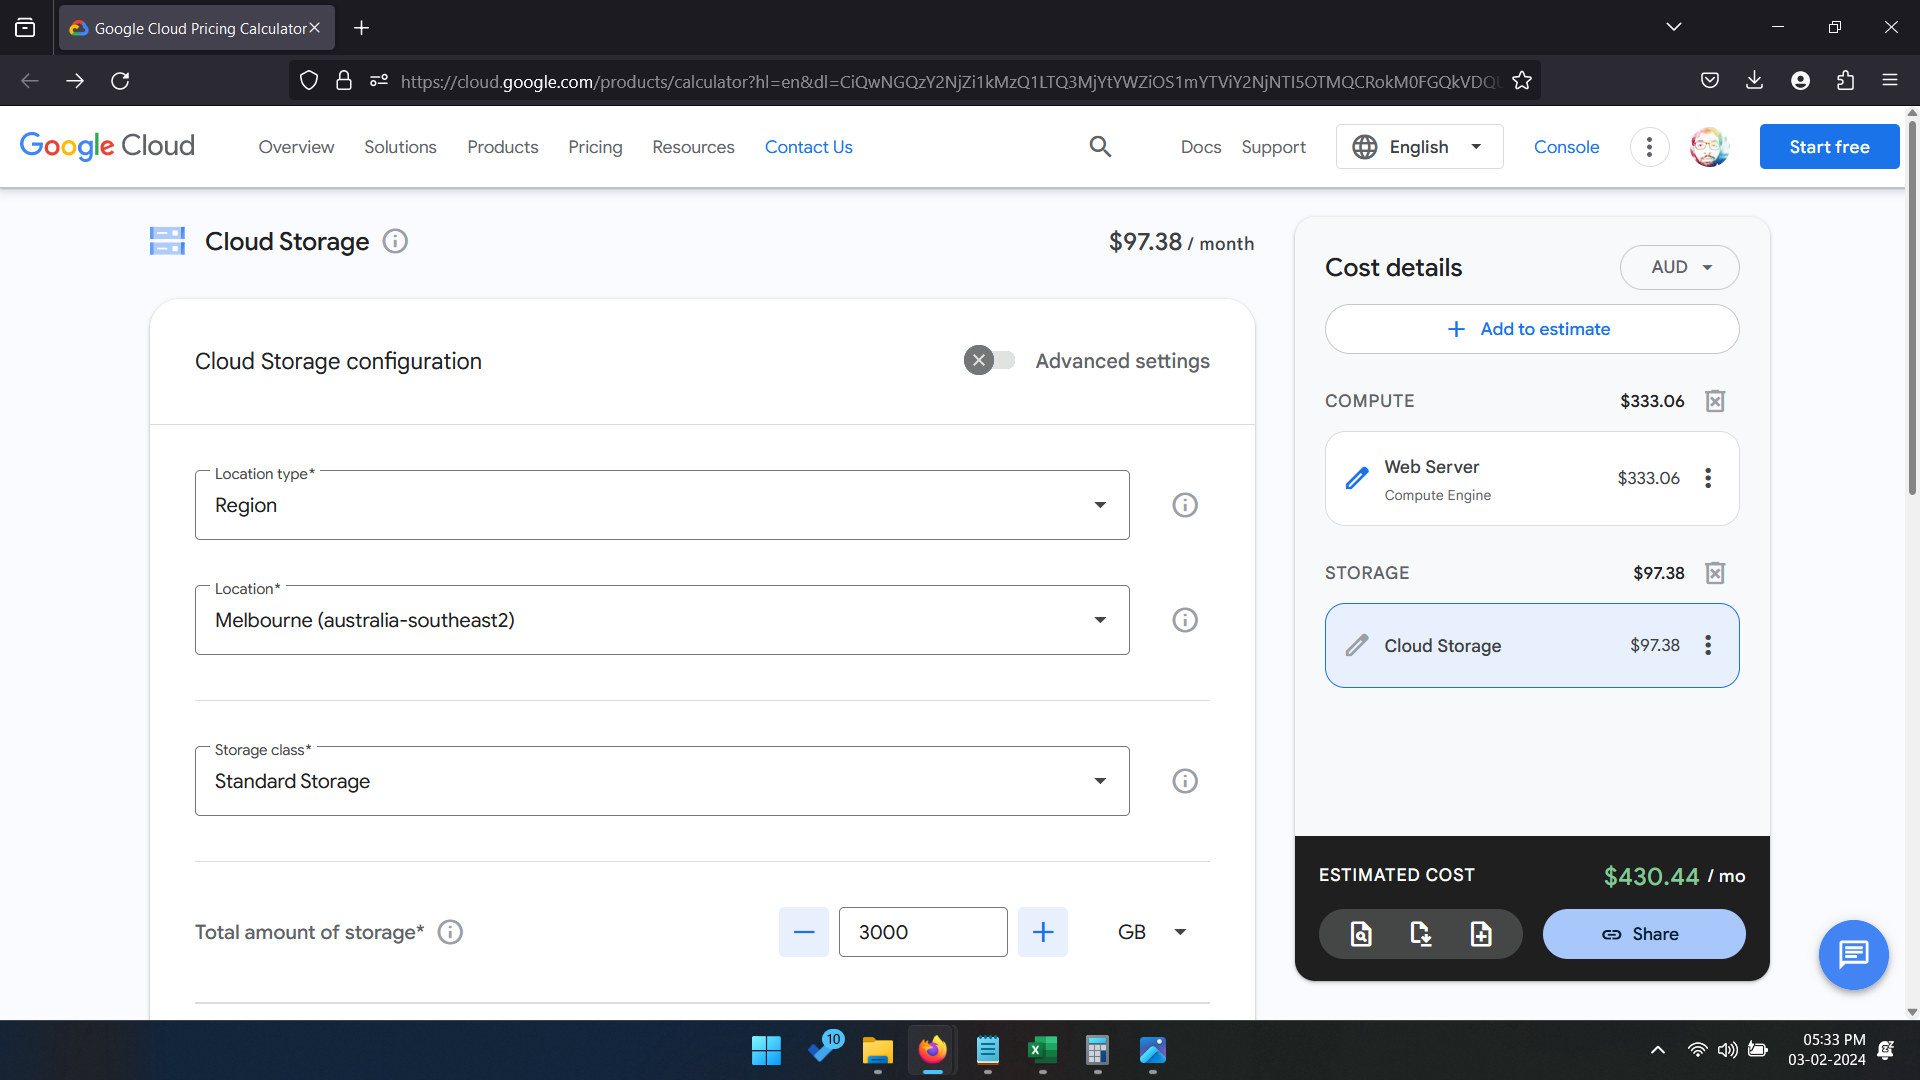 Google Cloud Pricing Calculator
https://cloud.google.com/products/calculator?hl=en&dl=CiQwNGQzY2NjZi1kMzQ1LTQ3MjYtYWZiOS1mYTViY2NjNTI5OTMQCRokM0FGQkVDQ
Google Cloud
Overview
Solutions
Products
Pricing
Resources
Contact Us
Docs
Support
English
Console
Start free
Cloud Storage
$97.38 / month
Cloud Storage configuration
Advanced settings
Location type*
Region
Location*
Melbourne (australia-southeast2)
Storage class*
Standard Storage
Total amount of storage*
3000
GB
Cost details
AUD
Add to estimate
COMPUTE
$333.06
Web Server
Compute Engine
$333.06
STORAGE
$97.38
Cloud Storage
$97.38
ESTIMATED COST
$430.44 / mo
Share
10
05:33 PM
03-02-2024